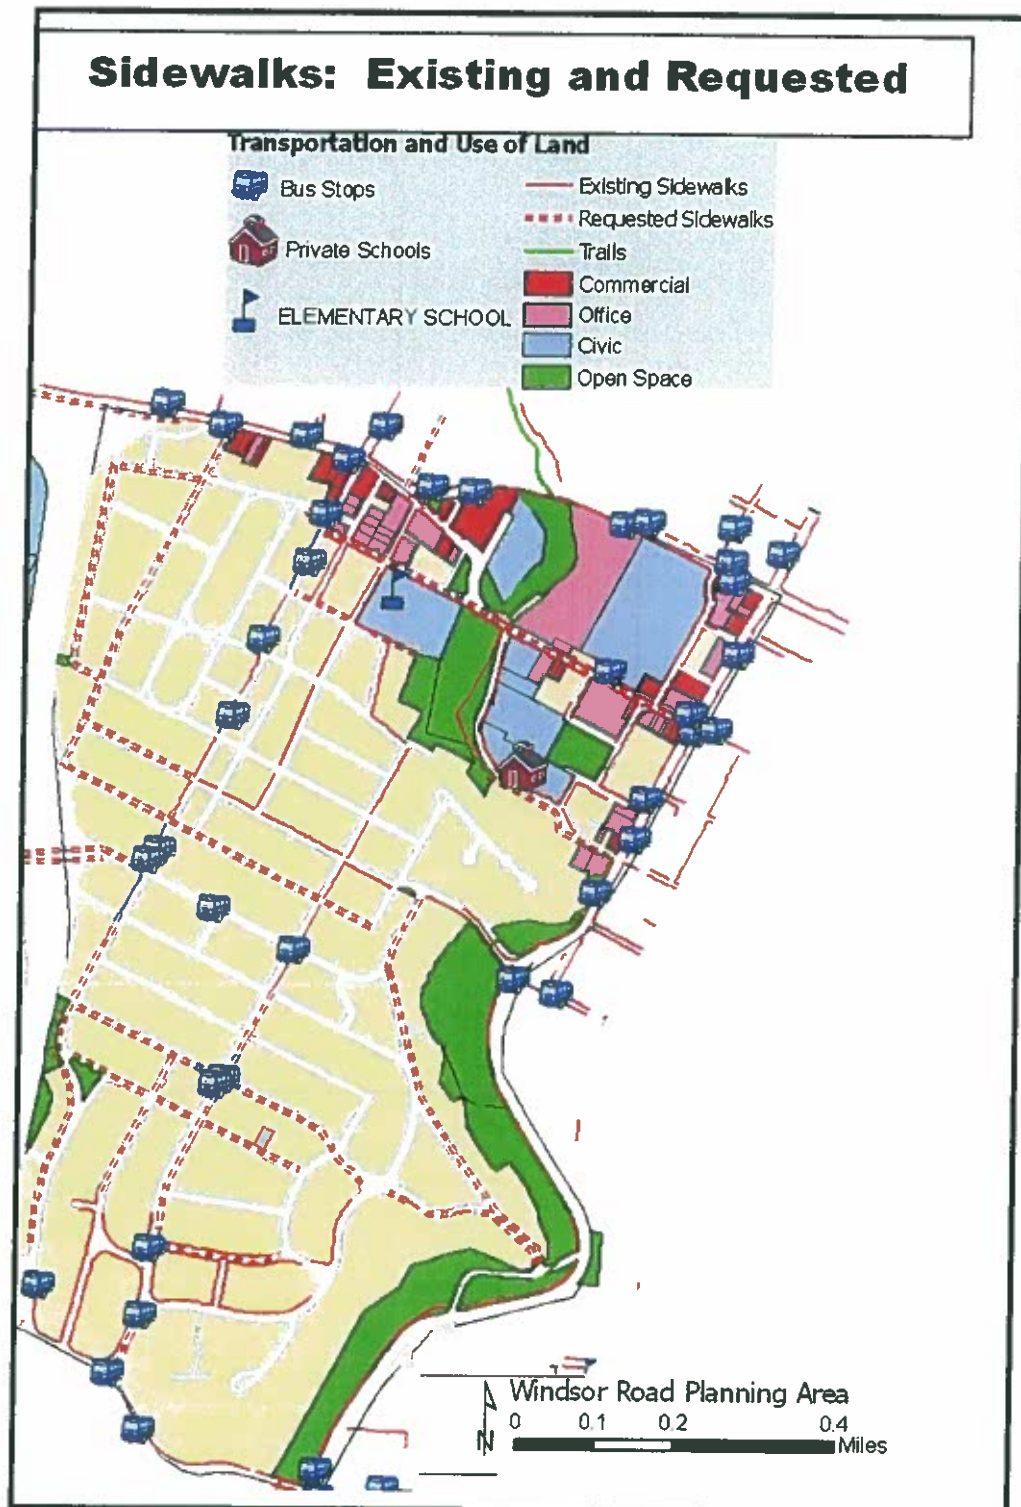 Sidewalks: Existing and Requested
Transportation and Use of Land
Bus Stops
Private Schools
ELEMENTARY SCHOOL
Existing Sidewalks
Requested Sidewalks
Trails
Commercial
Office
Civic
Open Space
Windsor Road Planning Area
0 0.1 0.2 0.4
Miles
N